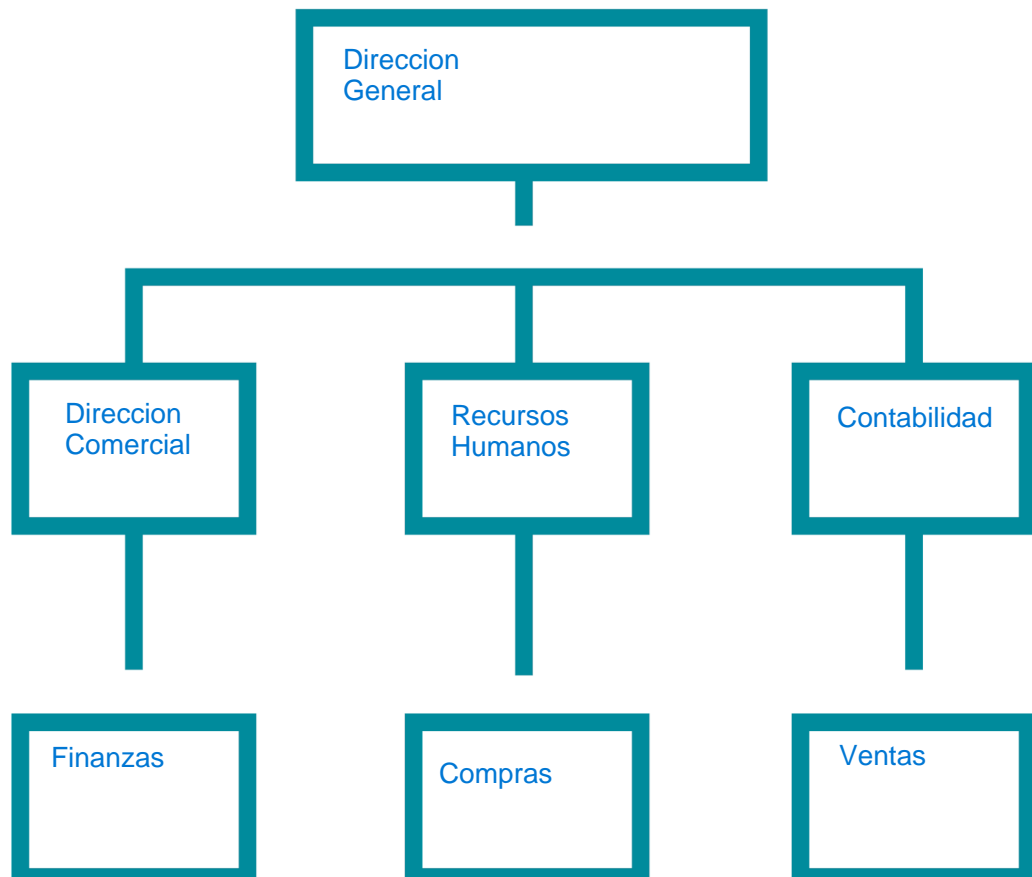 Direccion
General
Direccion
Comercial
Recursos
Humanos
Contabilidad
Finanzas
Compras
Ventas